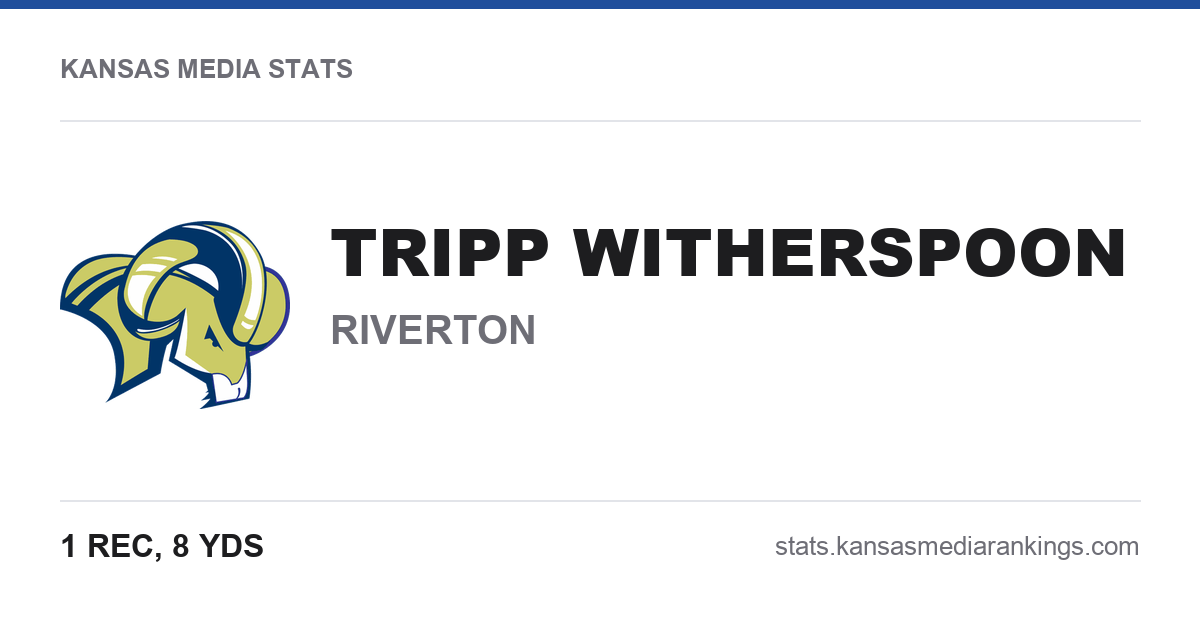 KANSAS MEDIA STATS
TRIPP WITHERSPOON
RIVERTON
1 REC, 8 YDS
stats.kansasmediarankings.com